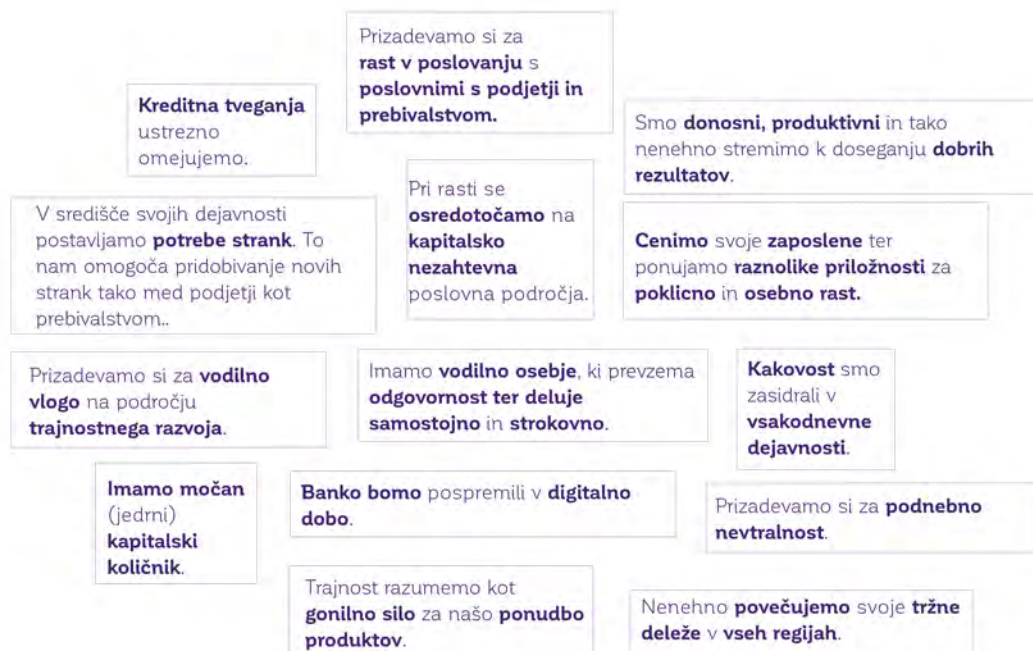 Prizadevamo si za
rast v poslovanju s
poslovnimi s podjetji in
prebivalstvom.
Kreditna tveganja
ustrezno
omejujemo.
Smo donosni, produktivni in tako
nenehno stremimo k doseganju dobrih
rezultatov.
V središče svojih dejavnosti
postavljamo potrebe strank. To
nam omogoča pridobivanje novih
strank tako med podjetji kot
prebivalstvom..
Pri rasti se
osredotočamo na
kapitalsko
nezahtevna
poslovna področja.
Cenimo svoje zaposlene ter
ponujamo raznolike priložnosti za
poklicno in osebno rast.
Prizadevamo si za vodilno
vlogo na področju
trajnostnega razvoja.
Imamo vodilno osebje, ki prevzema
odgovornost ter deluje
samostojno in strokovno.
Kakovost smo
zasidrali v
vsakodnevne
dejavnosti.
Imamo močan
(jedrni)
kapitalski
količnik.
Banko bomo pospremili v digitalno
dobo.
Prizadevamo si za podnebno
nevtralnost.
Trajnost razumemo kot
gonilno silo za našo ponudbo
produktov.
Nenehno povečujemo svoje tržne
deleže v vseh regijah.